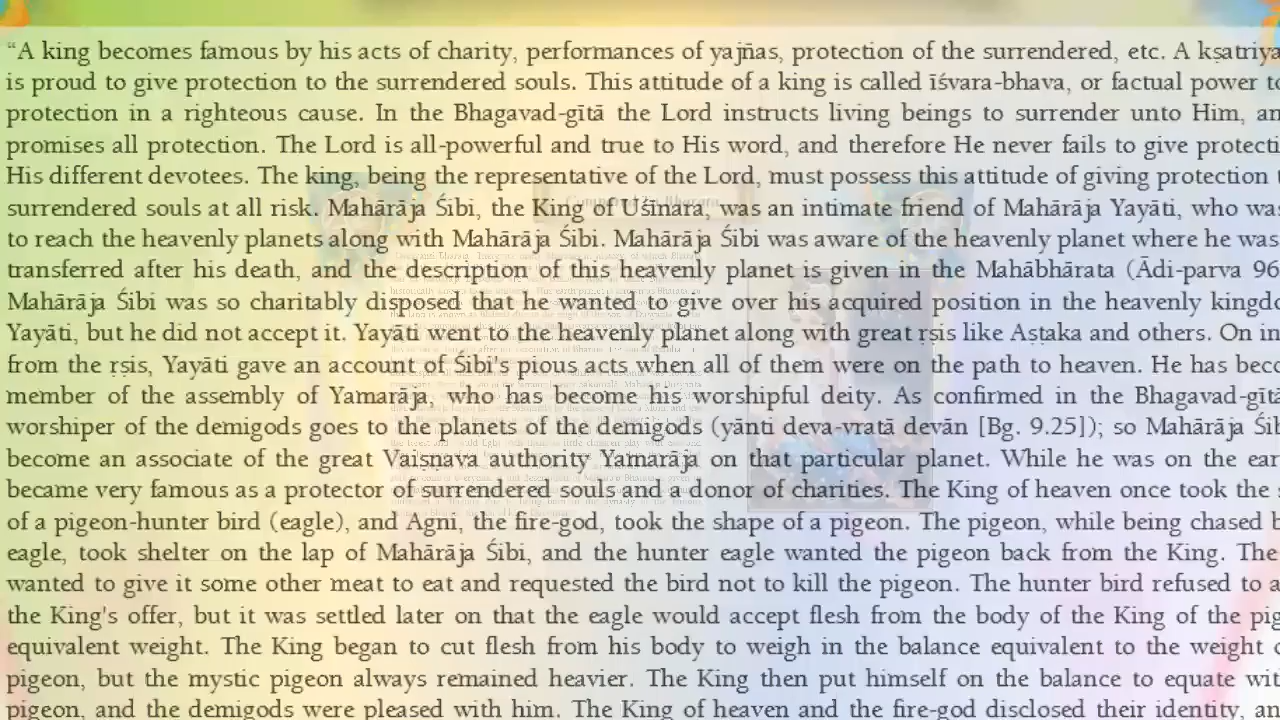 “A king becomes famous by his acts of charity, performances of yajñas, protection of the surrendered, etc. A kṣatriya
is proud to give protection to the surrendered souls. This attitude of a king is called īśvara-bhava, or factual power to
protection in a righteous cause. In the Bhagavad-gītā the Lord instructs living beings to surrender unto Him, an
promises all protection. The Lord is all-powerful and true to His word, and therefore He never fails to give protecti
His different devotees. The king, being the representative of the Lord, must possess this attitude of giving protection t
surrendered souls at all risk. Mahārāja Śibi, the King of Uśīnara, was an intimate friend of Mahārāja Yayāti, who was
to reach the heavenly planets along with Mahārāja Śibi. Mahārāja Śibi was aware of the heavenly planet where he was
transferred after his death, and the description of this heavenly planet is given in the Mahābhārata (Ādi-parva 96
Mahārāja Śibi was so charitably disposed that he wanted to give over his acquired position in the heavenly kingdo
Yayāti, but he did not accept it. Yayāti went to the heavenly planet along with great ṛṣis like Aṣṭaka and others. On in
from the ṛṣis, Yayāti gave an account of Śibi's pious acts when all of them were on the path to heaven. He has beco
member of the assembly of Yamarāja, who has become his worshipful deity. As confirmed in the Bhagavad-gītā
worshiper of the demigods goes to the planets of the demigods (yānti deva-vratā devān [Bg. 9.25]); so Mahārāja Śib
become an associate of the great Vaiṣṇava authority Yamarāja on that particular planet. While he was on the ear
became very famous as a protector of surrendered souls and a donor of charities. The King of heaven once took the s
of a pigeon-hunter bird (eagle), and Agni, the fire-god, took the shape of a pigeon. The pigeon, while being chased b
eagle, took shelter on the lap of Mahārāja Śibi, and the hunter eagle wanted the pigeon back from the King. The
wanted to give it some other meat to eat and requested the bird not to kill the pigeon. The hunter bird refused to a
the King's offer, but it was settled later on that the eagle would accept flesh from the body of the King of the pig
equivalent weight. The King began to cut flesh from his body to weigh in the balance equivalent to the weight o
pigeon, but the mystic pigeon always remained heavier. The King then put himself on the balance to equate wit
pigeon, and the demigods were pleased with him. The King of heaven and the fire-god disclosed their identity, an